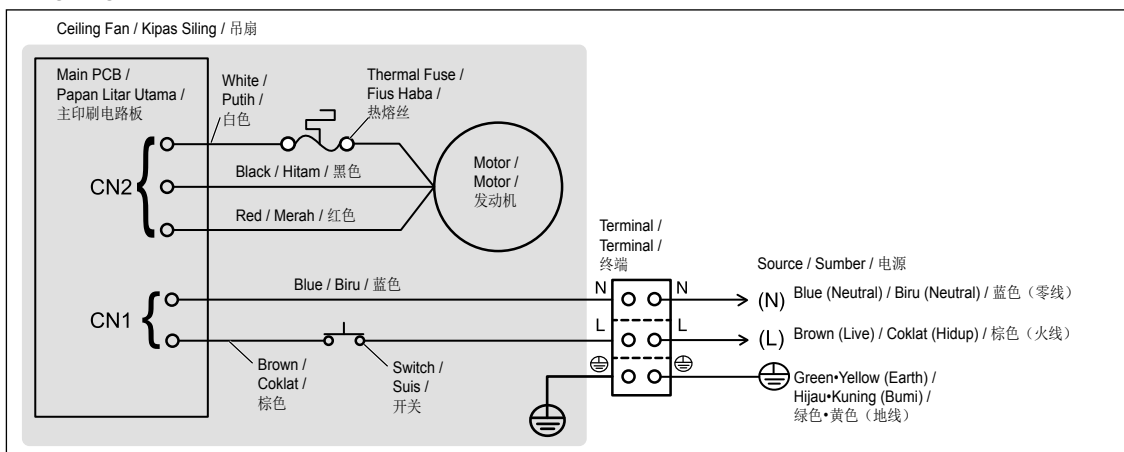 Ceiling Fan / Kipas Siling / 吊扇
Main PCB /
Papan Litar Utama /
主印刷电路板
White /
Putih /
白色
Thermal Fuse /
Fius Haba /
热熔丝
CN2
Black / Hitam / 黑色
Red / Merah / 红色
Motor /
Motor /
发动机
Terminal /
Terminal /
终端
Source / Sumber / 电源
Blue / Biru / 蓝色
N
N
(N)
Blue (Neutral) / Biru (Neutral) / 蓝色（零线）
CN1
L
L
(L)
Brown (Live) / Coklat (Hidup) / 棕色（火线）
Brown /
Coklat /
棕色
Switch /
Suis /
开关
Green•Yellow (Earth) /
Hijau•Kuning (Bumi) /
绿色•黄色（地线）